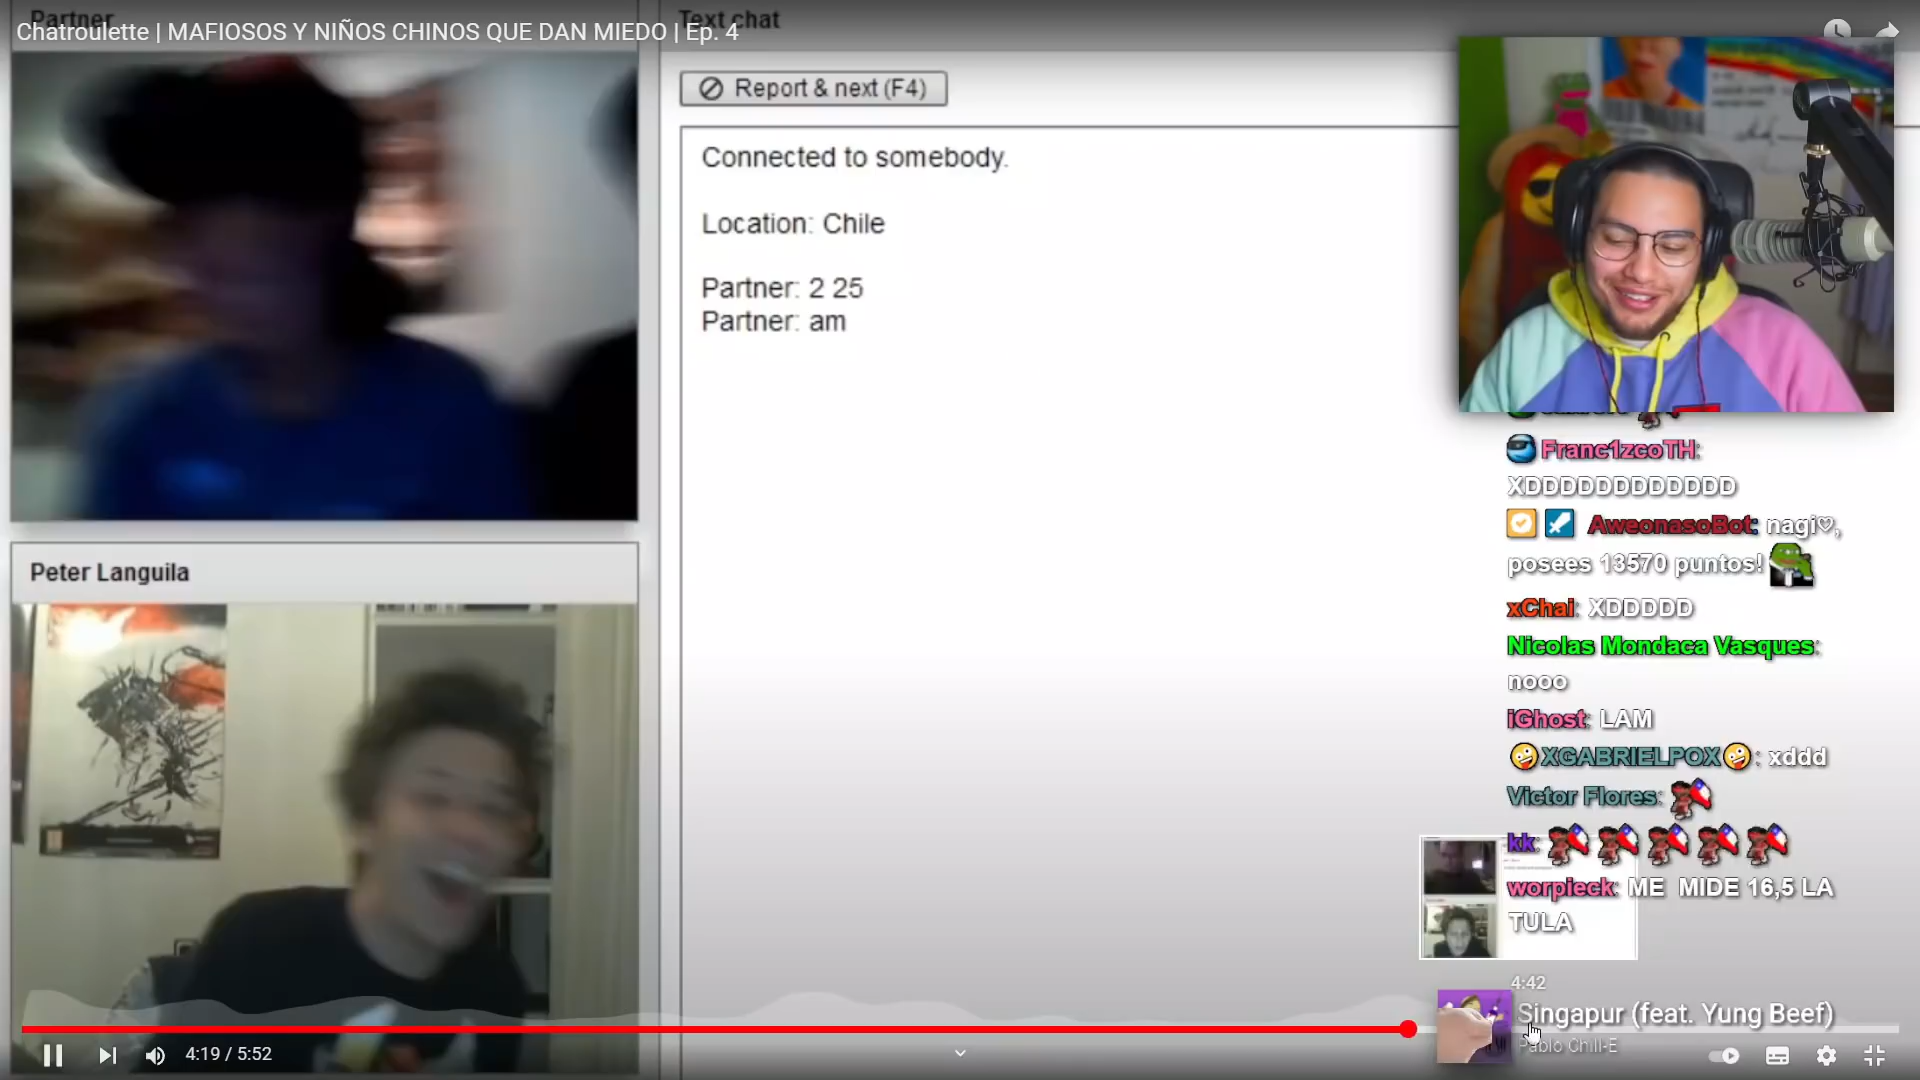 Partner
Text chat
Chatroulette | MAFIOSOS Y NIÑOS CHINOS QUE DAN MIEDO | Ep. 4
Report & next (F4)
Connected to somebody.
Location: Chile
Partner: 2 25
Partner: am
Peter Languila
Franc1zcoTH:
XDDDDDDDDDDDD
AweonasoBot: nagi♡,
posees 13570 puntos!
xChai: XDDDDD
Nicolas Mondaca Vasques:
nooo
iGhost: LAM
XGABRIELPOX: xddd
Victor Flores:
kk:
worpieck: ME MIDE 16,5 LA
TULA
4:42
Singapur (feat. Yung Beef)
Pablo Chill-E
4:19 / 5:52